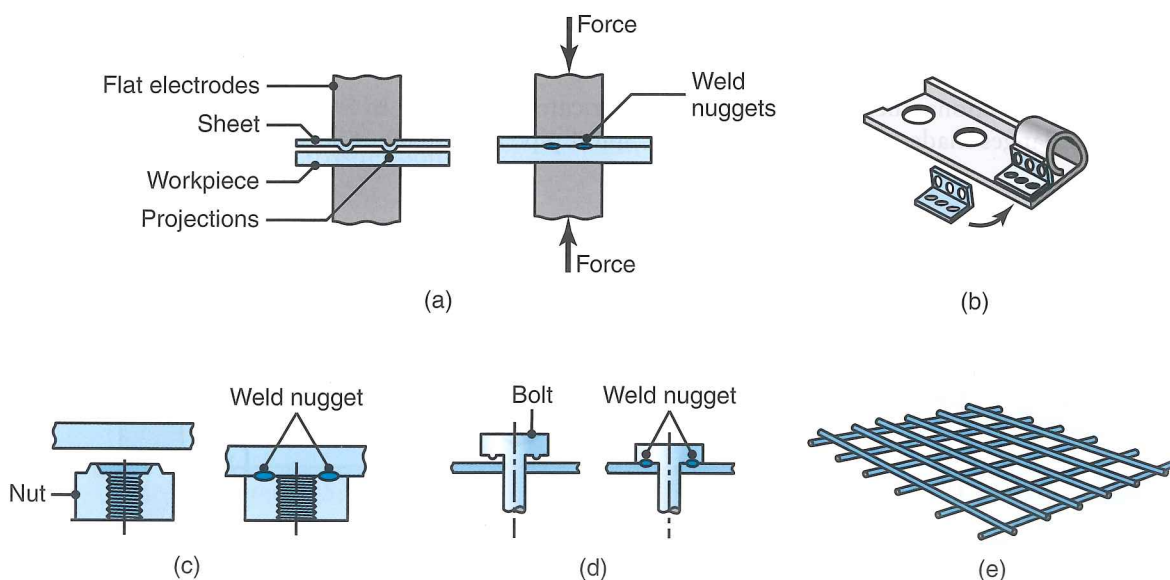 Force
Flat electrodes
Sheet
Workpiece
Projections
Weld
nuggets
Force
(a)
(b)
Weld nugget
Nut
(c)
Bolt
Weld nugget
(d)
(e)